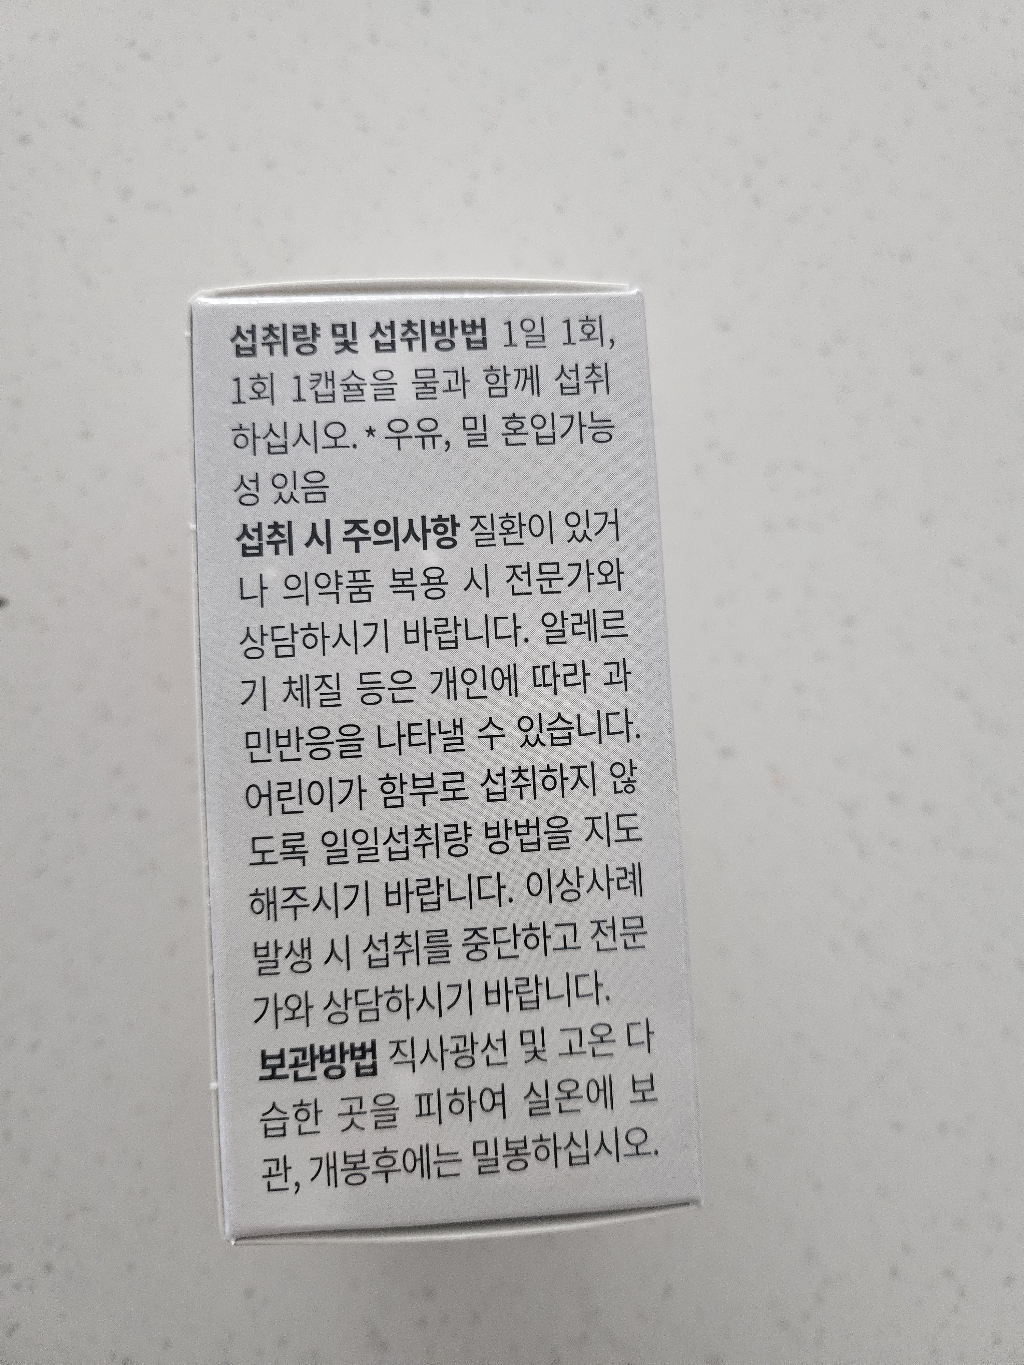 섭취량 및 섭취방법 1일 1회,
1회 1캡슐을 물과 함께 섭취
하십시오. * 우유, 밀 혼입가능
성 있음
섭취 시 주의사항 질환이 있거
나 의약품 복용 시 전문가와
상담하시기 바랍니다. 알레르
기 체질 등은 개인에 따라 과
민반응을 나타낼 수 있습니다.
어린이가 함부로 섭취하지 않
도록 일일섭취량 방법을 지도
해주시기 바랍니다. 이상사례
발생 시 섭취를 중단하고 전문
가와 상담하시기 바랍니다.
보관방법 직사광선 및 고온 다
습한 곳을 피하여 실온에 보
관, 개봉후에는 밀봉하십시오.